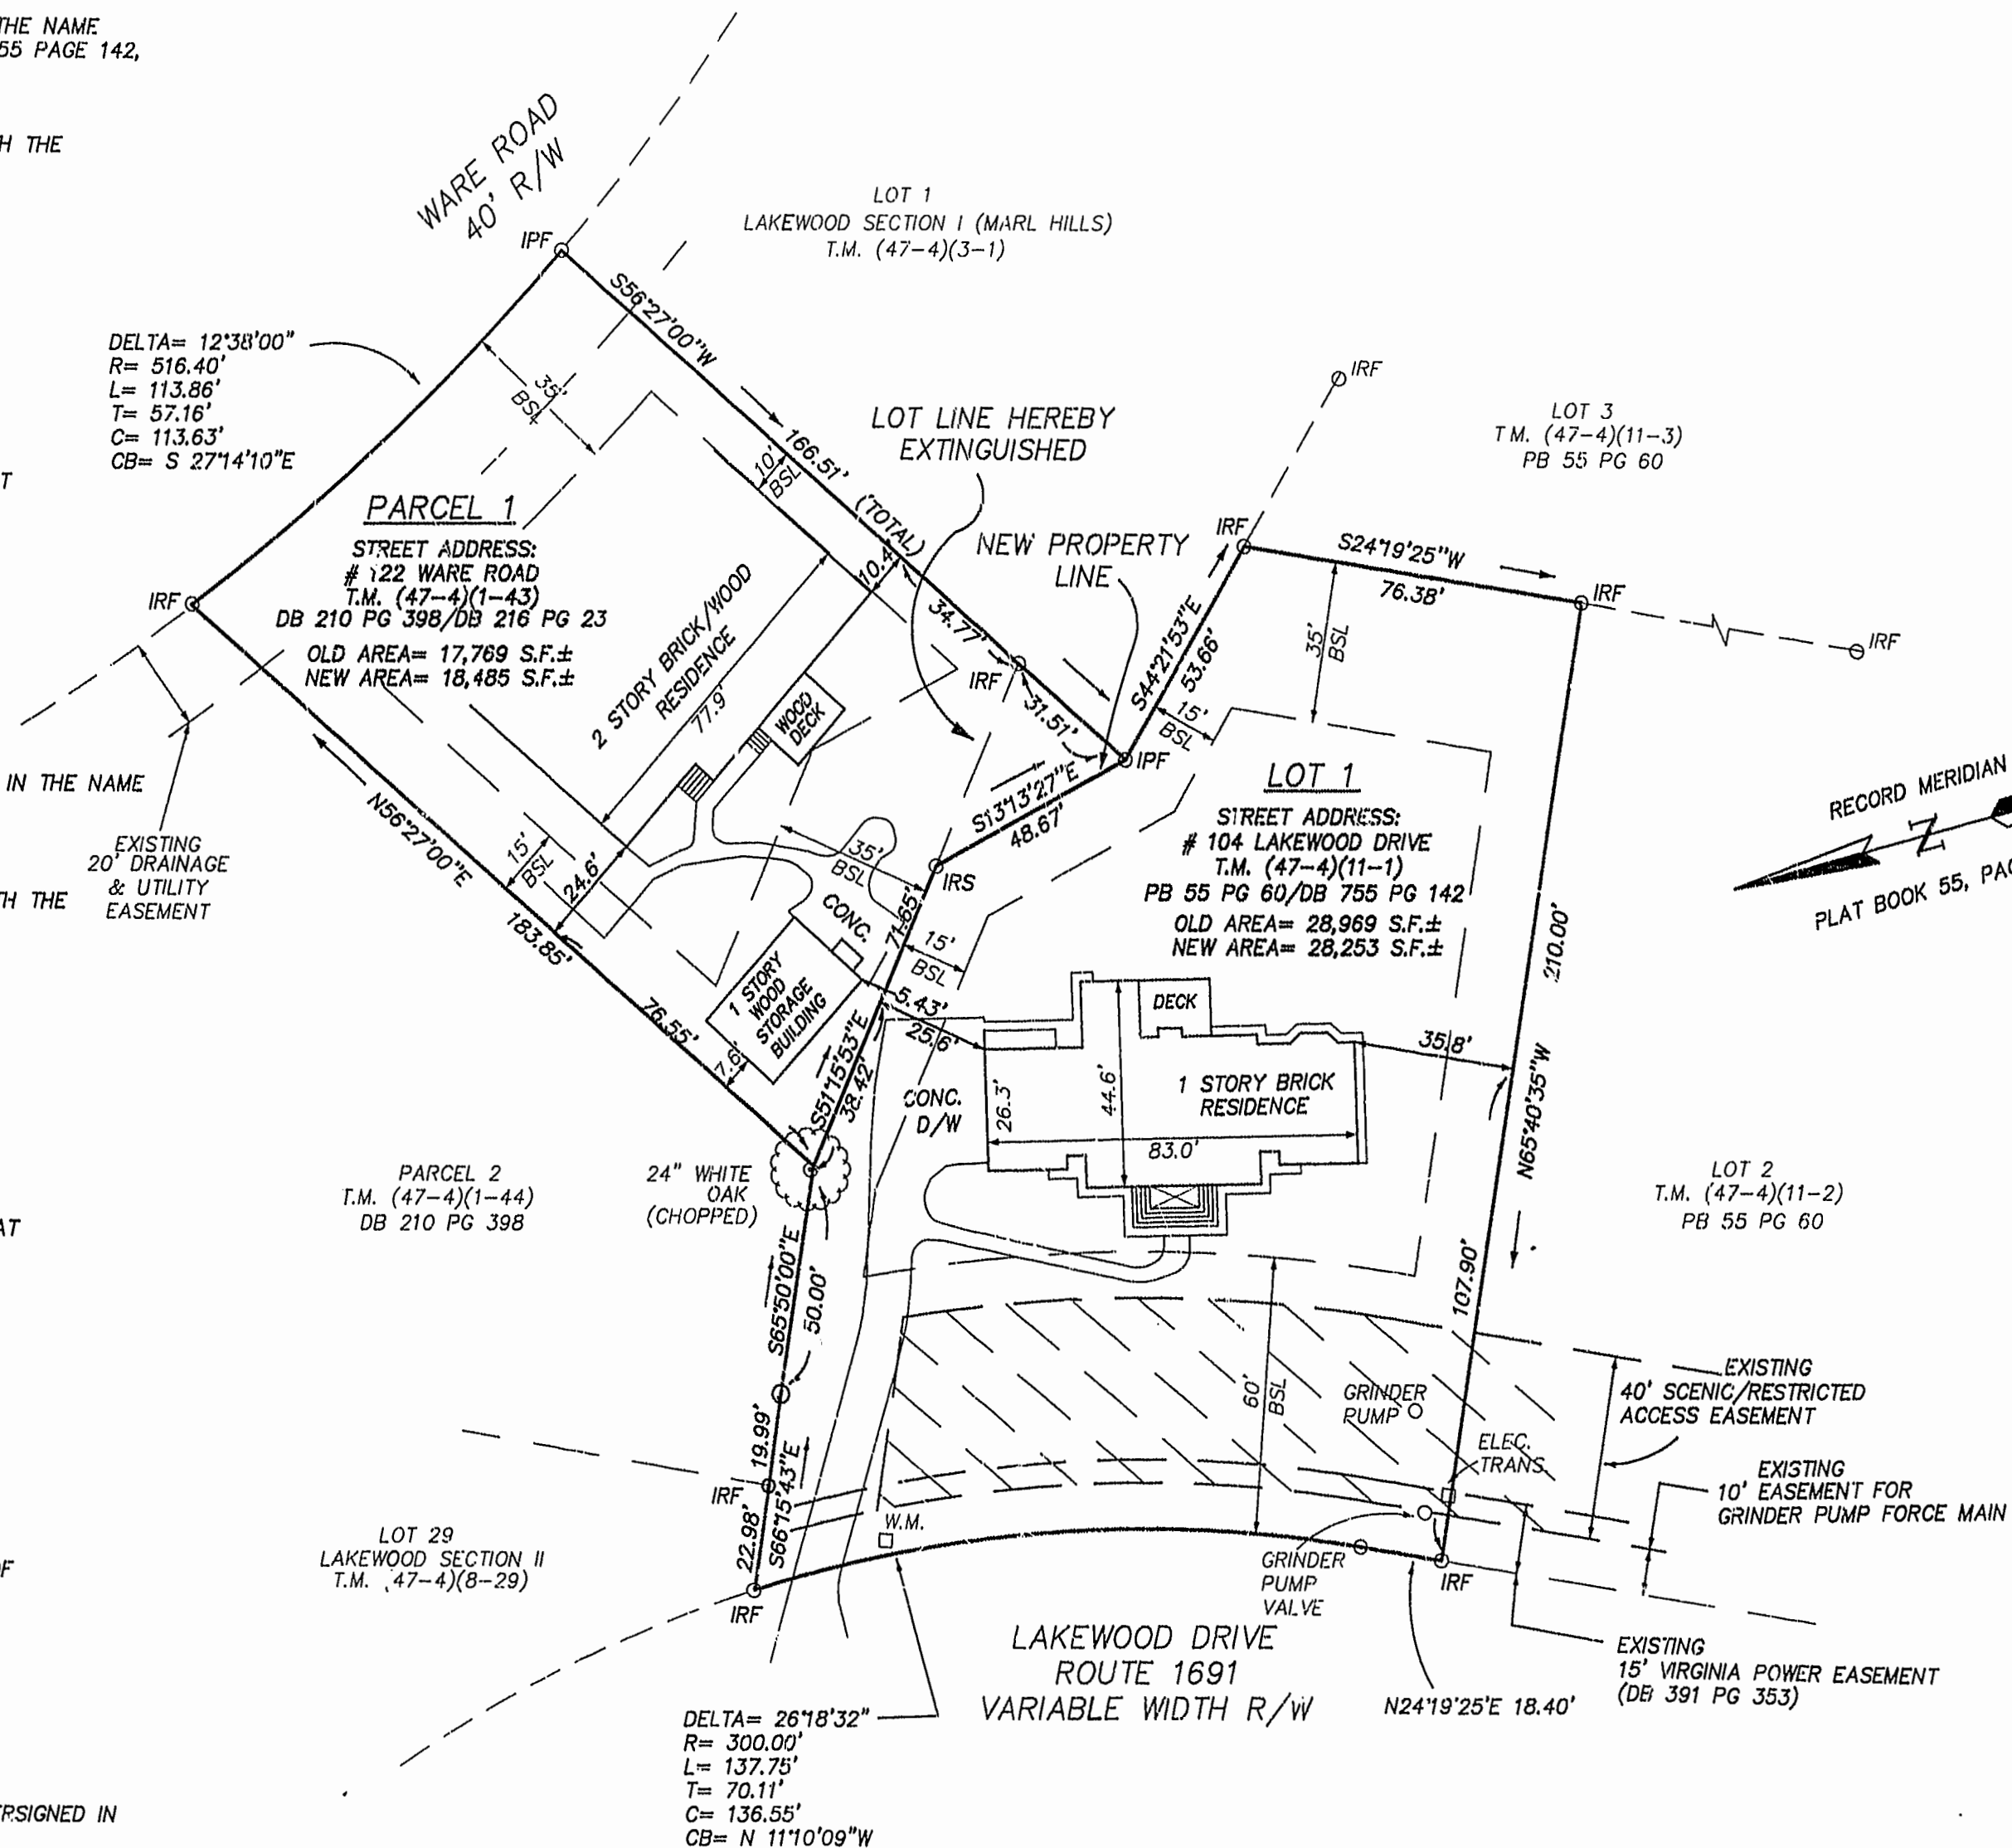 THE NAME
55 PAGE 142,
H THE
T
IN THE NAME
TH THE
AT
OF
ERSIGNED IN
WARE ROAD
40' R/W
LOT 1
LAKEWOOD SECTION I (MARL HILLS)
T.M. (47-4)(3-1)
IPF
S56°27'00"W
166.51'
(TOTAL)
DELTA= 12°38'00"
R= 516.40'
L= 113.86'
T= 57.16'
C= 113.63'
CB= S 27°14'10"E
35'
BSL
10'
BSL
LOT LINE HEREBY
EXTINGUISHED
NEW PROPERTY
LINE
IRF
LOT 3
T.M. (47-4)(11-3)
PB 55 PG 60
IRF
S24°19'25"W
76.38'
IRF
IRF
PARCEL 1
STREET ADDRESS:
# 122 WARE ROAD
T.M. (47-4)(1-43)
DB 210 PG 398/DB 216 PG 23
OLD AREA= 17,769 S.F.±
NEW AREA= 18,485 S.F.±
IRF
2 STORY BRICK/WOOD
RESIDENCE
77.9'
10.4'
34.77'
IRF
31.51'
IPF
S44°21'53"E
53.66'
15'
BSL
35'
BSL
WOOD
DECK
S13°13'27"E
48.67'
IRS
35'
BSL
N56°27'00"E
183.85'
15'
BSL
24.6'
EXISTING
20' DRAINAGE
& UTILITY
EASEMENT
LOT 1
STREET ADDRESS:
# 104 LAKEWOOD DRIVE
T.M. (47-4)(11-1)
PB 55 PG 60/DB 755 PG 142
OLD AREA= 28,969 S.F.±
NEW AREA= 28,253 S.F.±
RECORD MERIDIAN
N
PLAT BOOK 55, PAG
CONC.
71.65'
15'
BSL
1 STORY
WOOD
STORAGE
BUILDING
76.55'
7.6'
5.43'
25.6'
S51°15'53"E
38.42'
CONC.
D/W
DECK
26.3'
44.6'
1 STORY BRICK
RESIDENCE
83.0'
35.8'
210.00'
N65°40'35"W
107.90'
PARCEL 2
T.M. (47-4)(1-44)
DB 210 PG 398
24" WHITE
OAK
(CHOPPED)
LOT 2
T.M. (47-4)(11-2)
PB 55 PG 60
S65°50'00"E
50.00'
19.99'
IRF
22.98'
S66°15'43"E
IRF
LOT 29
LAKEWOOD SECTION II
T.M. (47-4)(8-29)
W.M.
60'
BSL
GRINDER
PUMP
ELEC.
TRANS.
GRINDER
PUMP
VALVE
IRF
EXISTING
40' SCENIC/RESTRICTED
ACCESS EASEMENT
EXISTING
10' EASEMENT FOR
GRINDER PUMP FORCE MAIN
EXISTING
15' VIRGINIA POWER EASEMENT
(DB 391 PG 353)
N24°19'25"E 18.40'
LAKEWOOD DRIVE
ROUTE 1691
VARIABLE WIDTH R/W
DELTA= 26°18'32"
R= 300.00'
L= 137.75'
T= 70.11'
C= 136.55'
CB= N 11°10'09"W